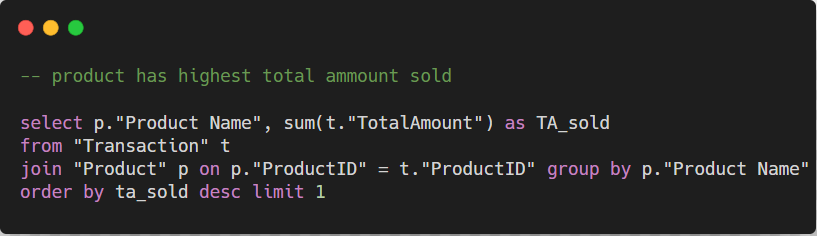 -- product has highest total ammount sold
select p."Product Name", sum(t."TotalAmount") as TA_sold
from "Transaction" t
join "Product" p on p."ProductID" = t."ProductID" group by p."Product Name"
order by ta_sold desc limit 1